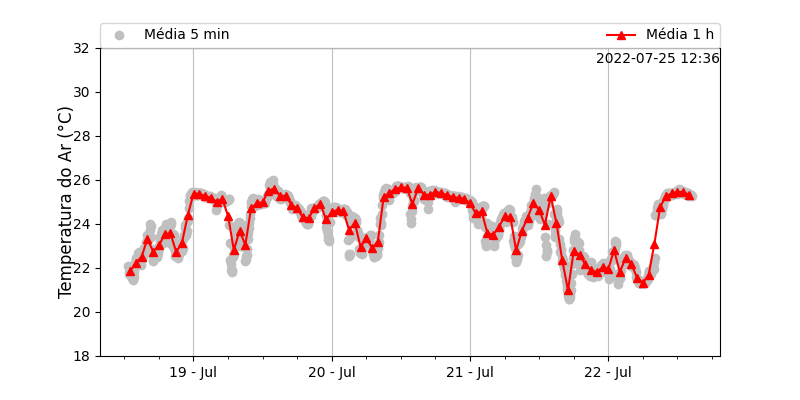 Média 5 min
Média 1 h
2022-07-25 12:36
Temperatura do Ar (°C)
32
30
28
26
24
22
20
18
19 - Jul
20 - Jul
21 - Jul
22 - Jul